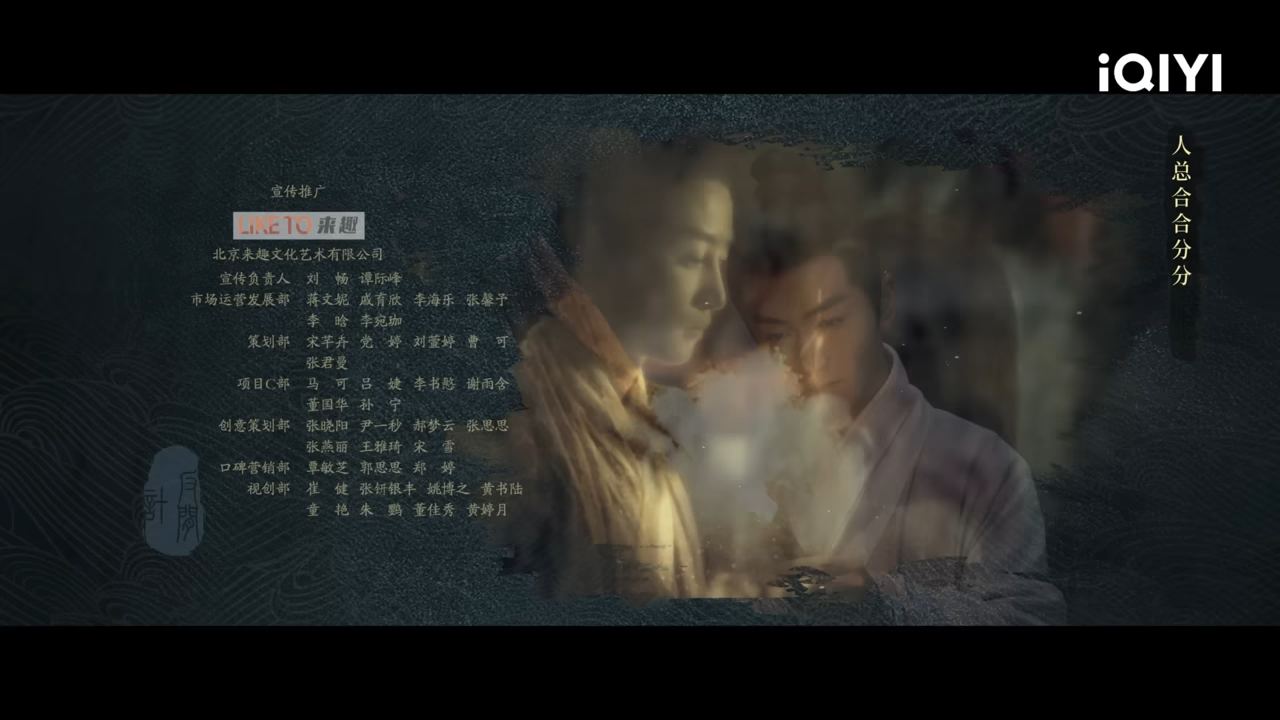 iQIYI
人总合合分分
宣传推广
LIKE TO 来趣
北京来趣文化艺术有限公司
宣传负责人 刘 畅 谭际峰
市场运营发展部 蒋文妮 戚育欣 李海乐 张馨予
李 晗 李宛珈
策划部 宋芊卉 党 婷 刘萱婷 曹 可
张君曼
项目C部 马 可 吕 婕 李书愍 谢雨含
董国华 孙 宁
创意策划部 张晓阳 尹一秒 郝梦云 张思思
张燕丽 王雅琦 宋 雪
口碑营销部 覃敏芝 郭思思 郑 婷
视创部 崔 健 张钘银丰 姚博之 黄书陆
童 艳 朱 鹏 董佳秀 黄婷月
反間計